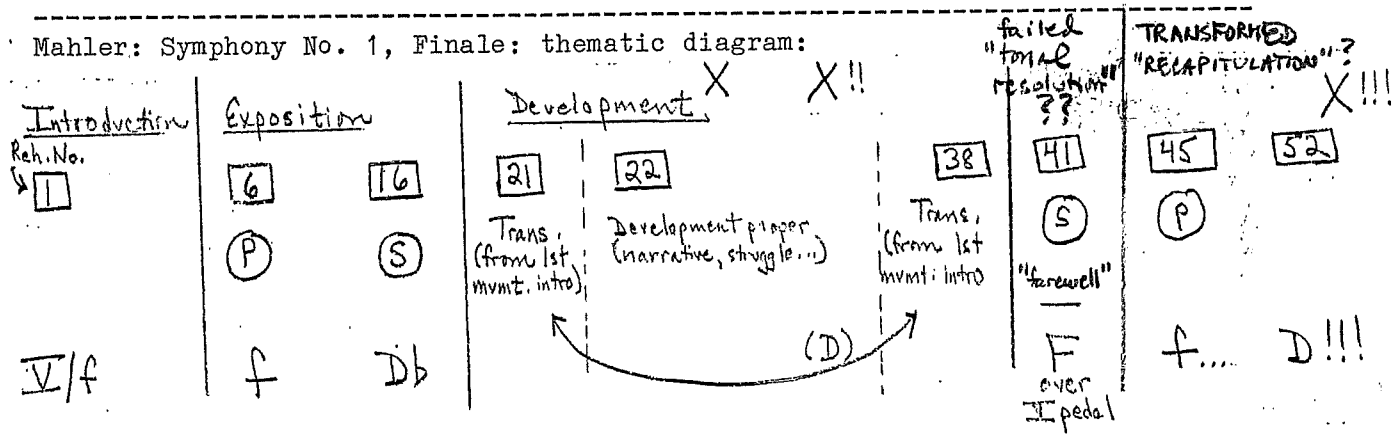 Mahler: Symphony No. 1, Finale: thematic diagram:
failed
"tonal
resolution"
??
TRANSFORMED
"RECAPITULATION"?
X
X!!
X!!!
Introduction
Exposition
Development
Reh. No.
1
6
16
21
22
38
41
45
52
P
S
Trans.
(from 1st
mvmt. intro)
Development proper
(narrative, struggle...)
Trans.
(from 1st
mvmt. intro
S
"farewell"
P
V/f
f
Db
(D)
F
over
pedal
f....
D!!!